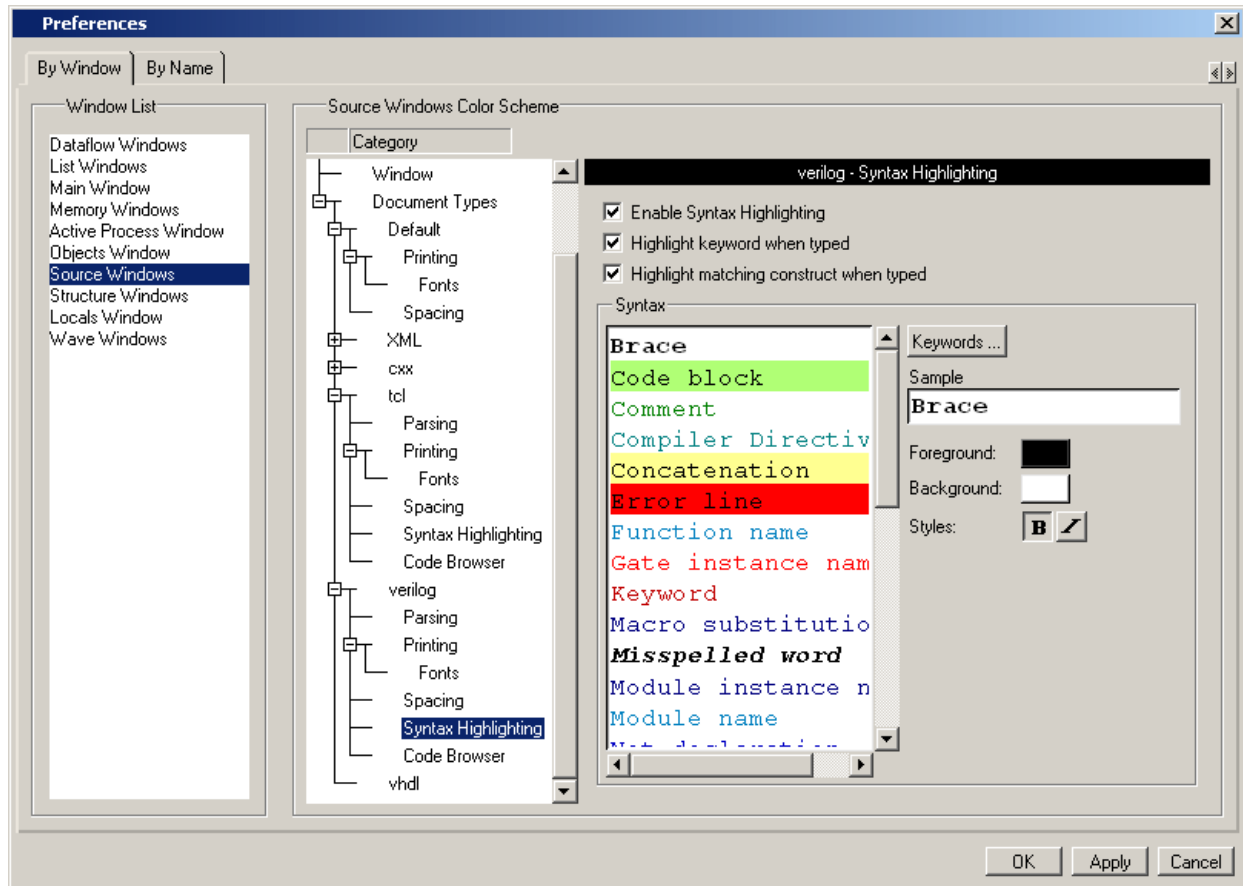 Preferences
By Window
By Name
Window List
Dataflow Windows
List Windows
Main Window
Memory Windows
Active Process Window
Objects Window
Source Windows
Structure Windows
Locals Window
Wave Windows
Source Windows Color Scheme
Category
Window
Document Types
Default
Printing
Fonts
Spacing
XML
cxx
tcl
Parsing
Printing
Fonts
Spacing
Syntax Highlighting
Code Browser
verilog
Parsing
Printing
Fonts
Spacing
Syntax Highlighting
Code Browser
vhdl
verilog - Syntax Highlighting
Enable Syntax Highlighting
Highlight keyword when typed
Highlight matching construct when typed
Syntax
Brace
Code block
Comment
Compiler Directiv
Concatenation
Error line
Function name
Gate instance nam
Keyword
Macro substitutio
Misspelled word
Module instance n
Module name
Keywords ...
Sample
Brace
Foreground:
Background:
Styles:
B I
OK
Apply
Cancel